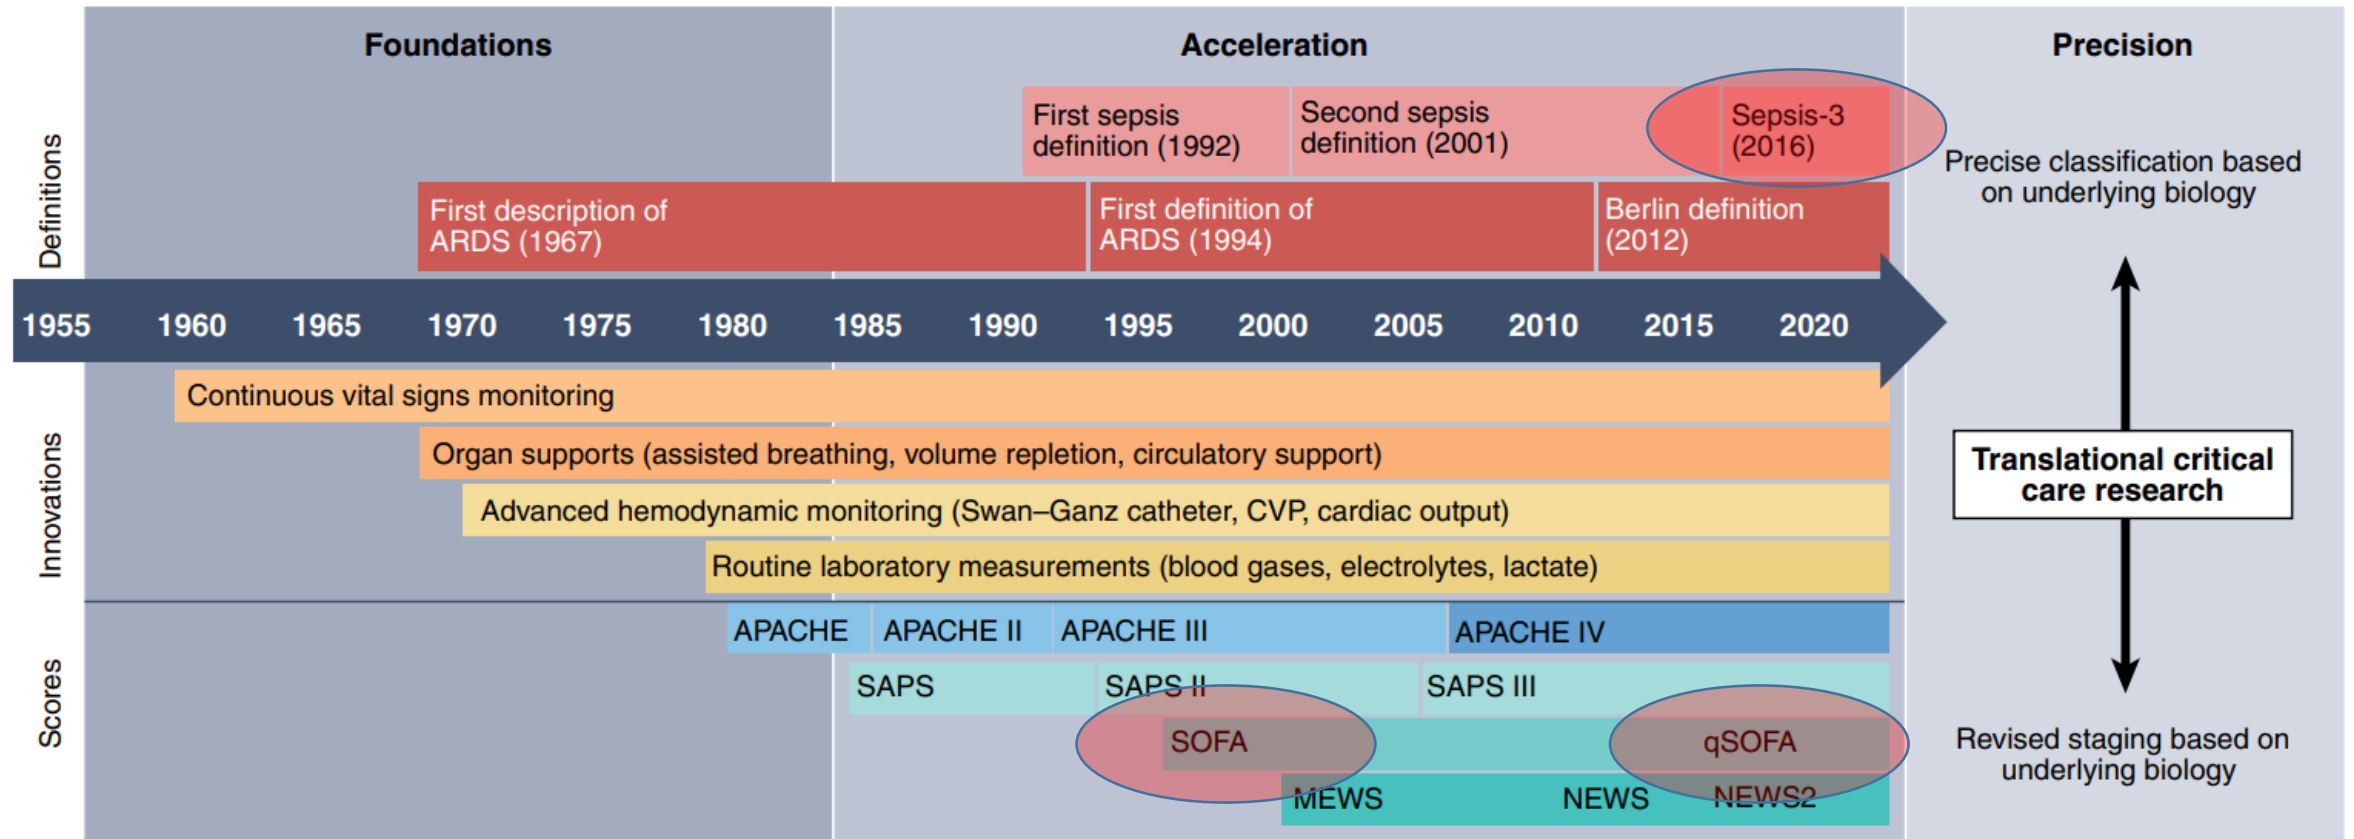 Foundations
Acceleration
Precision
Definitions
First sepsis
definition (1992)
Second sepsis
definition (2001)
Sepsis-3
(2016)
First description of
ARDS (1967)
First definition of
ARDS (1994)
Berlin definition
(2012)
Precise classification based
on underlying biology
1955 1960 1965 1970 1975 1980 1985 1990 1995 2000 2005 2010 2015 2020
Innovations
Continuous vital signs monitoring
Organ supports (assisted breathing, volume repletion, circulatory support)
Advanced hemodynamic monitoring (Swan–Ganz catheter, CVP, cardiac output)
Routine laboratory measurements (blood gases, electrolytes, lactate)
Translational critical
care research
Scores
APACHE APACHE II APACHE III APACHE IV
SAPS SAPS II SAPS III
SOFA qSOFA
MEWS NEWS NEWS2
Revised staging based on
underlying biology